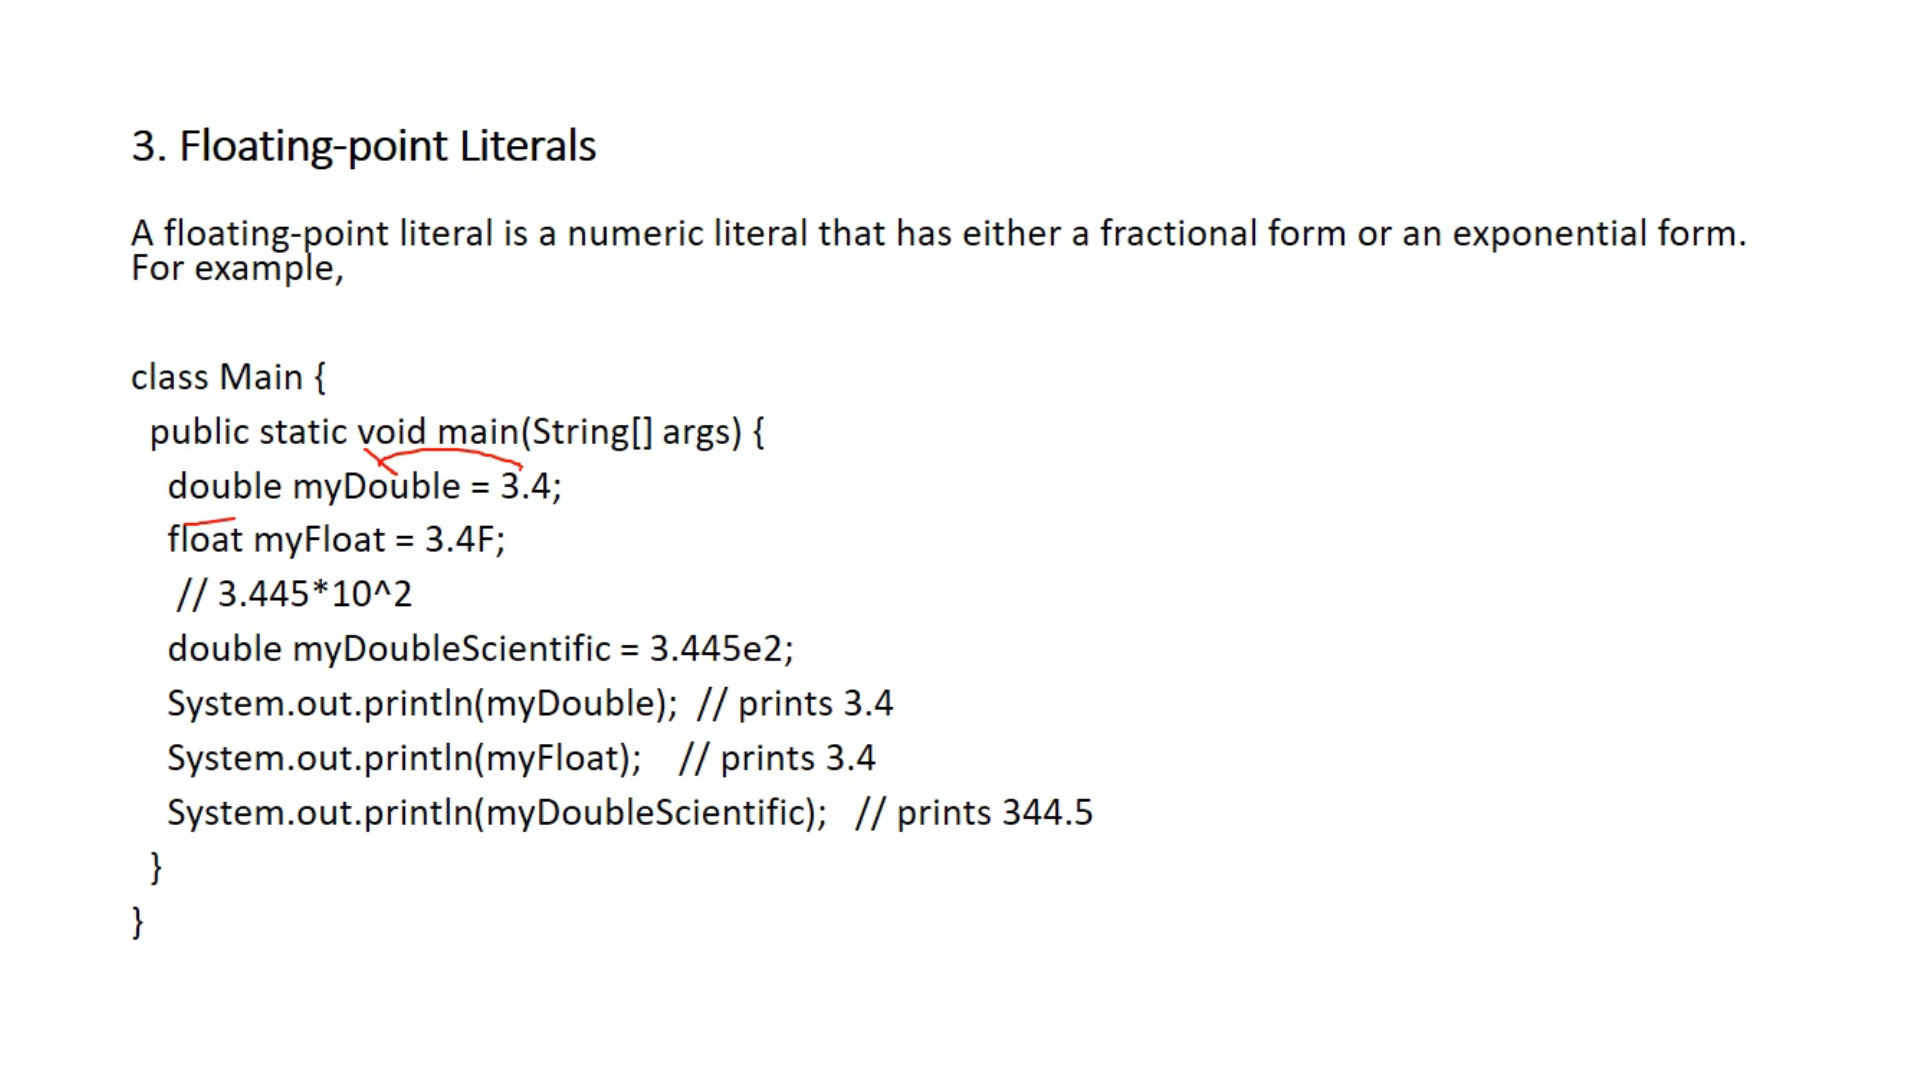 3. Floating-point Literals
A floating-point literal is a numeric literal that has either a fractional form or an exponential form.
For example,
class Main {
public static void main(String[] args) {
double myDouble = 3.4;
float myFloat = 3.4F;
// 3.445*10^2
double myDoubleScientific = 3.445e2;
System.out.println(myDouble); // prints 3.4
System.out.println(myFloat); // prints 3.4
System.out.println(myDoubleScientific); // prints 344.5
}
}